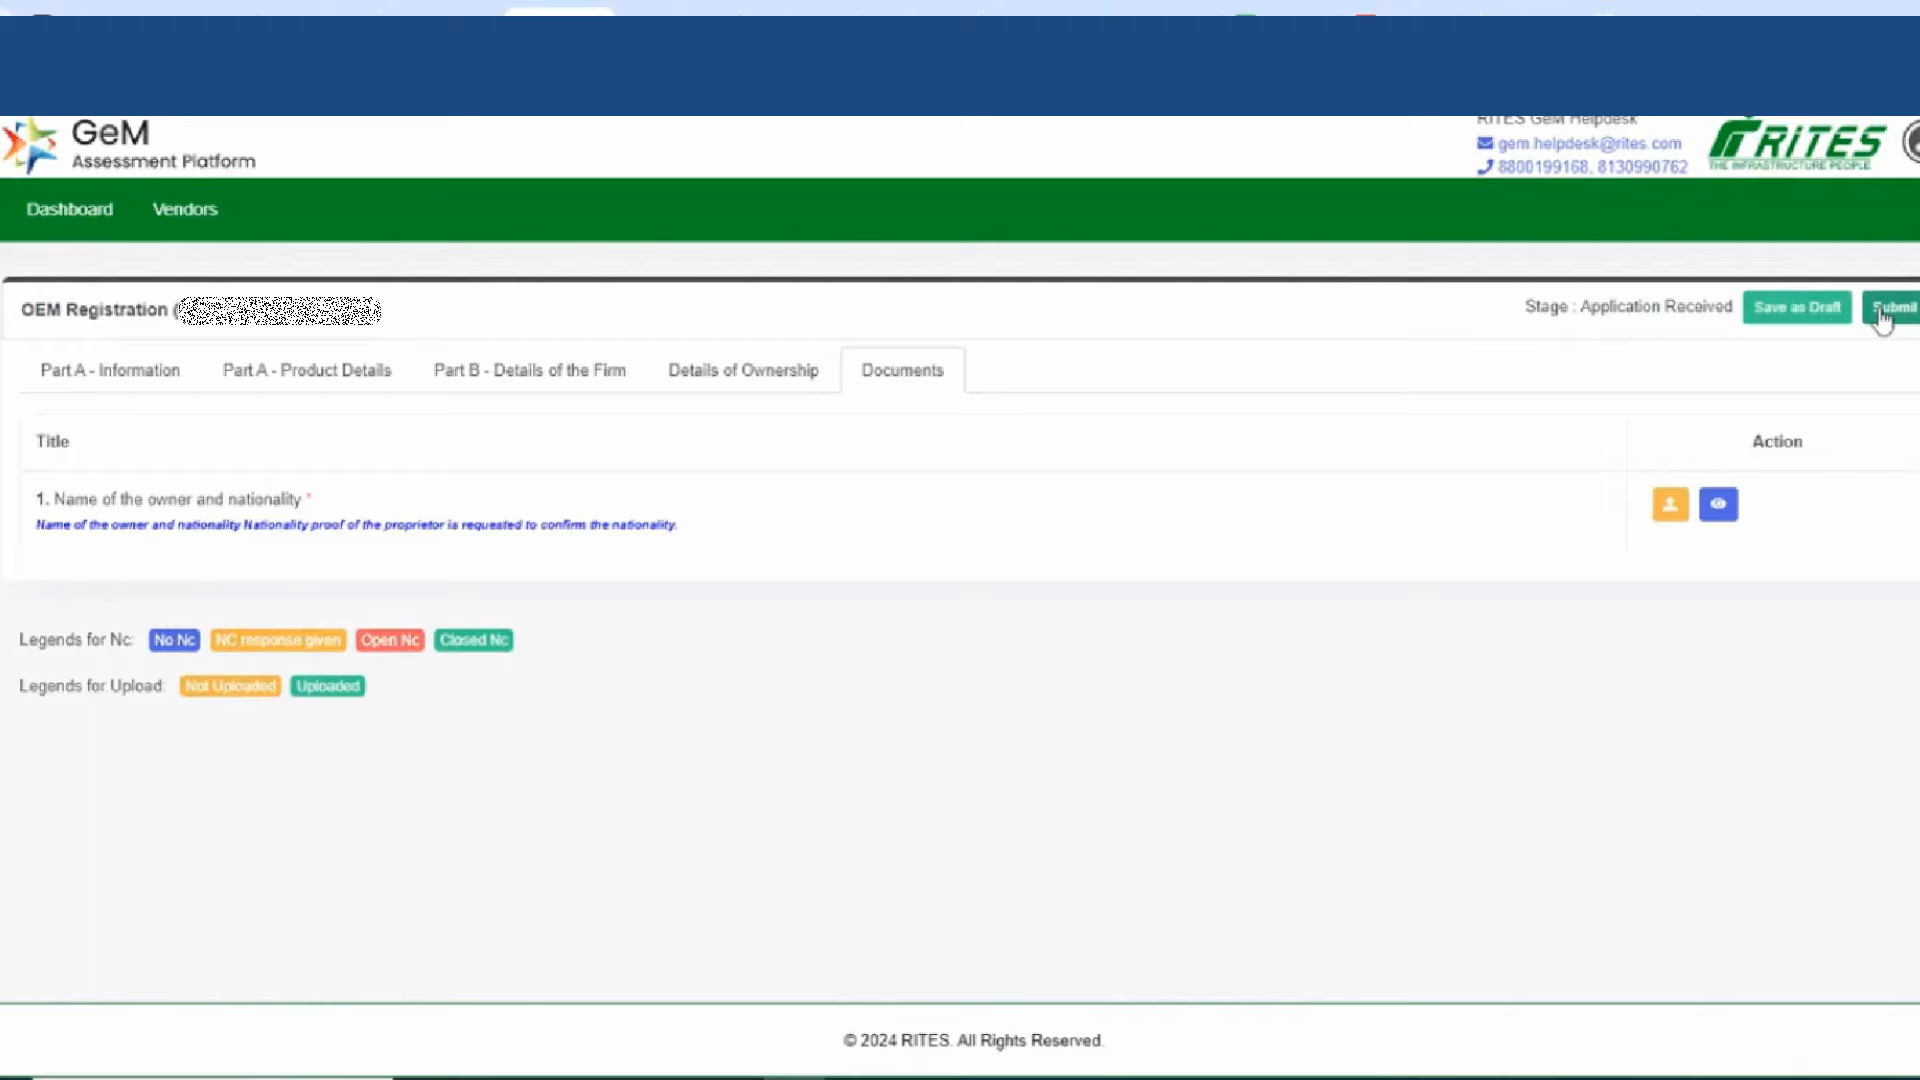 RITES GeM Helpdesk
GeM
Assessment Platform
gem.helpdesk@rites.com
8800199168, 8130990762
RITES
THE INFRASTRUCTURE PEOPLE
Dashboard Vendors
OEM Registration (
Stage : Application Received Save as Draft Submit
Part A - Information Part A - Product Details Part B - Details of the Firm Details of Ownership Documents
Title Action
1. Name of the owner and nationality *
Name of the owner and nationality Nationality proof of the proprietor is requested to confirm the nationality.
Legends for Nc: No Nc NC response given Open Nc Closed Nc
Legends for Upload: Not Uploaded Uploaded
© 2024 RITES. All Rights Reserved.